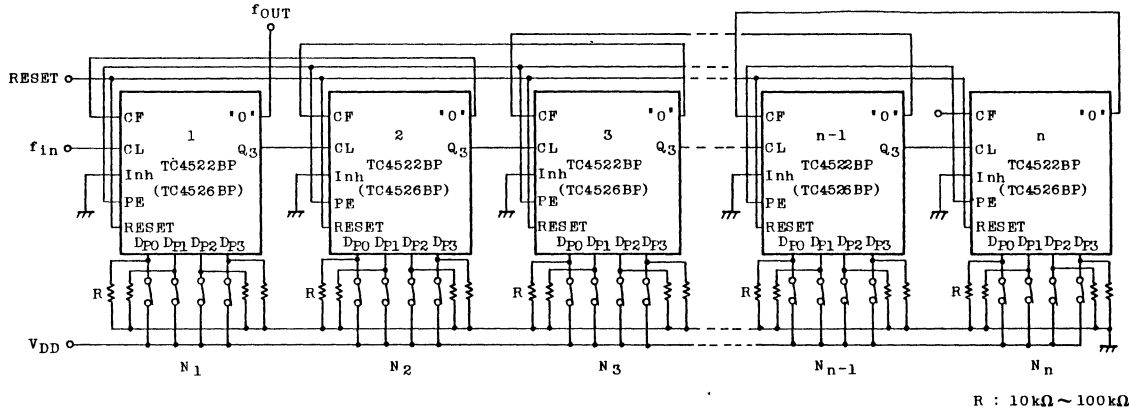 fOUT
RESET
CF "0"
1
fin CL Q3
TC4522BP
Inh (TC4526BP)
PE
RESET
DP0 DP1 DP2 DP3
R
CF "0"
2
CL Q3
TC4522BP
Inh (TC4526BP)
PE
RESET
DP0 DP1 DP2 DP3
R
CF "0"
3
CL Q3
TC4522BP
Inh (TC4526BP)
PE
RESET
DP0 DP1 DP2 DP3
R
CF "0"
n-1
CL Q3
TC4522BP
Inh (TC4526BP)
PE
RESET
DP0 DP1 DP2 DP3
R
CF "0"
n
CL
TC4522BP
Inh (TC4526BP)
PE
RESET
DP0 DP1 DP2 DP3
R
VDD
N1 N2 N3 Nn-1 Nn
R : 10kΩ ~ 100kΩ